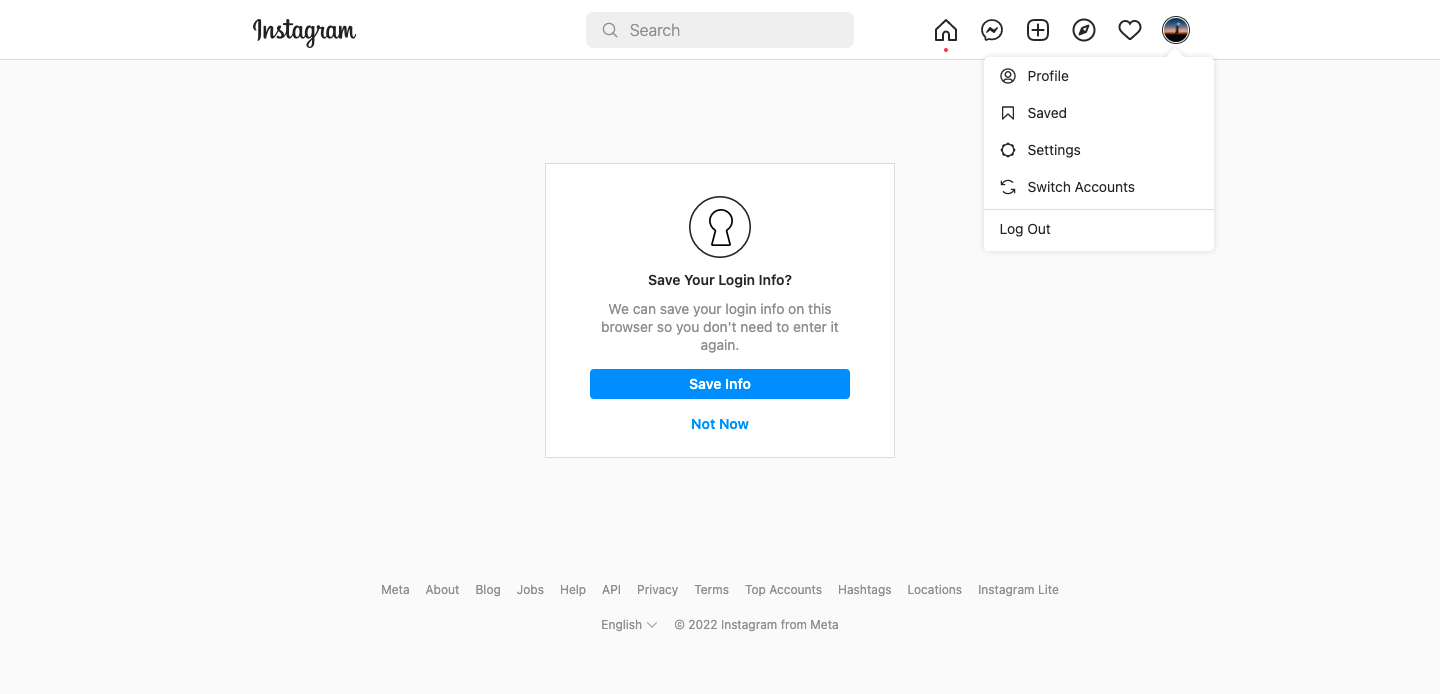 Instagram
Search
Profile
Saved
Settings
Switch Accounts
Log Out
Save Your Login Info?
We can save your login info on this
browser so you don't need to enter it
again.
Save Info
Not Now
Meta About Blog Jobs Help API Privacy Terms Top Accounts Hashtags Locations Instagram Lite
English © 2022 Instagram from Meta